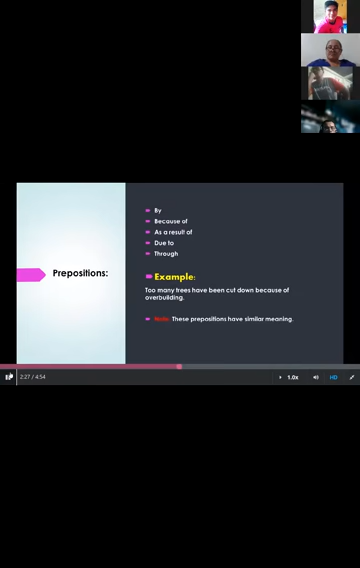 Prepositions:
By
Because of
As a result of
Due to
Through
Example:
Too many trees have been cut down because of
overbuilding.
Note: These prepositions have similar meaning.
2:27 / 4:54
1.0x
HD